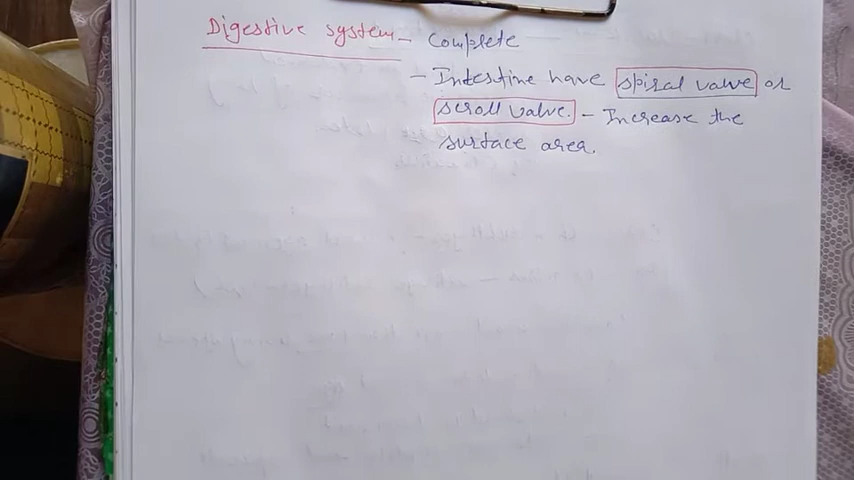 Digestive system - Complete
- Intestine have spiral valve or
scroll valve. - Increase the
surface area.